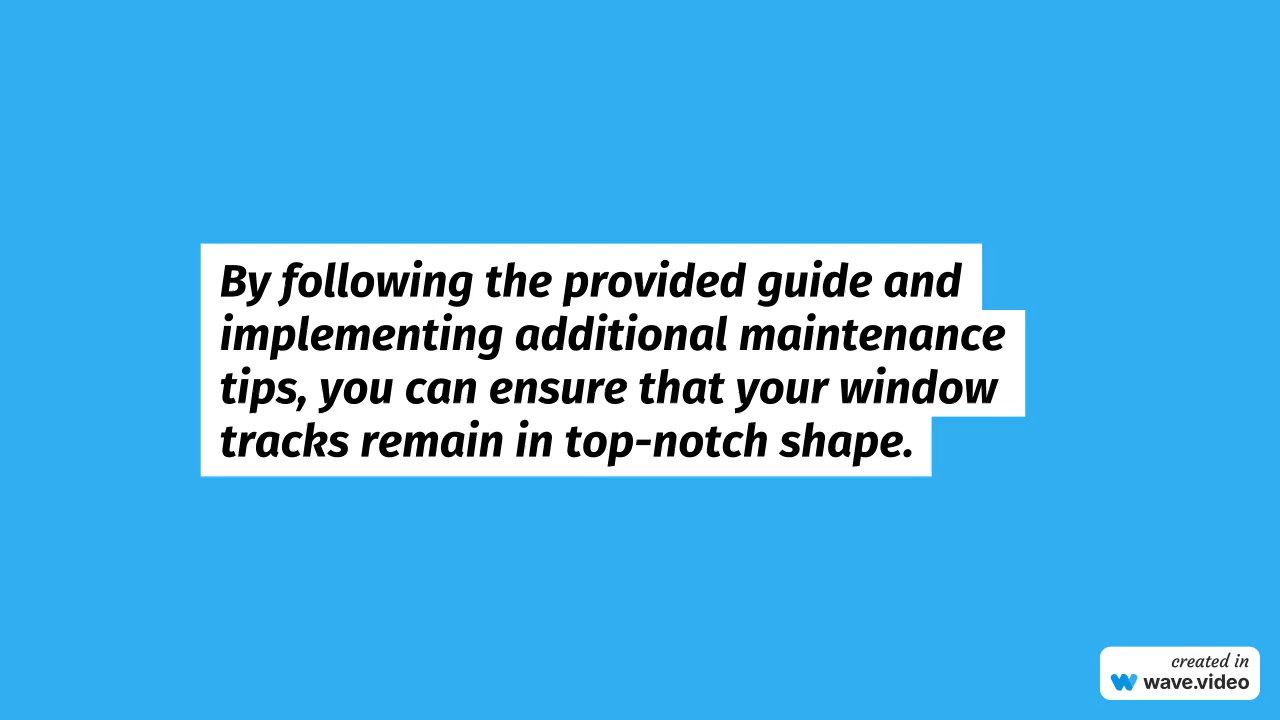 By following the provided guide and
implementing additional maintenance
tips, you can ensure that your window
tracks remain in top-notch shape.
created in
wave.video